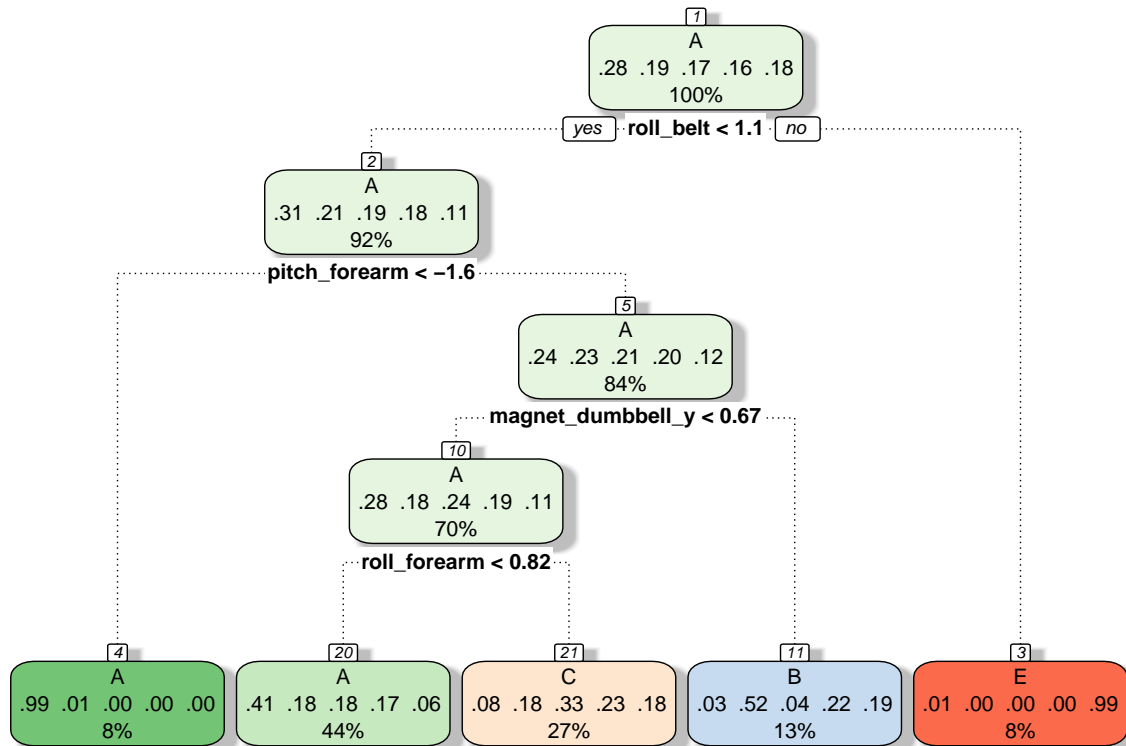 1
A
.28 .19 .17 .16 .18
100%
yes roll_belt < 1.1 no
2
A
.31 .21 .19 .18 .11
92%
pitch_forearm < −1.6
5
A
.24 .23 .21 .20 .12
84%
magnet_dumbbell_y < 0.67
10
A
.28 .18 .24 .19 .11
70%
roll_forearm < 0.82
4
A
.99 .01 .00 .00 .00
8%
20
A
.41 .18 .18 .17 .06
44%
21
C
.08 .18 .33 .23 .18
27%
11
B
.03 .52 .04 .22 .19
13%
3
E
.01 .00 .00 .00 .99
8%